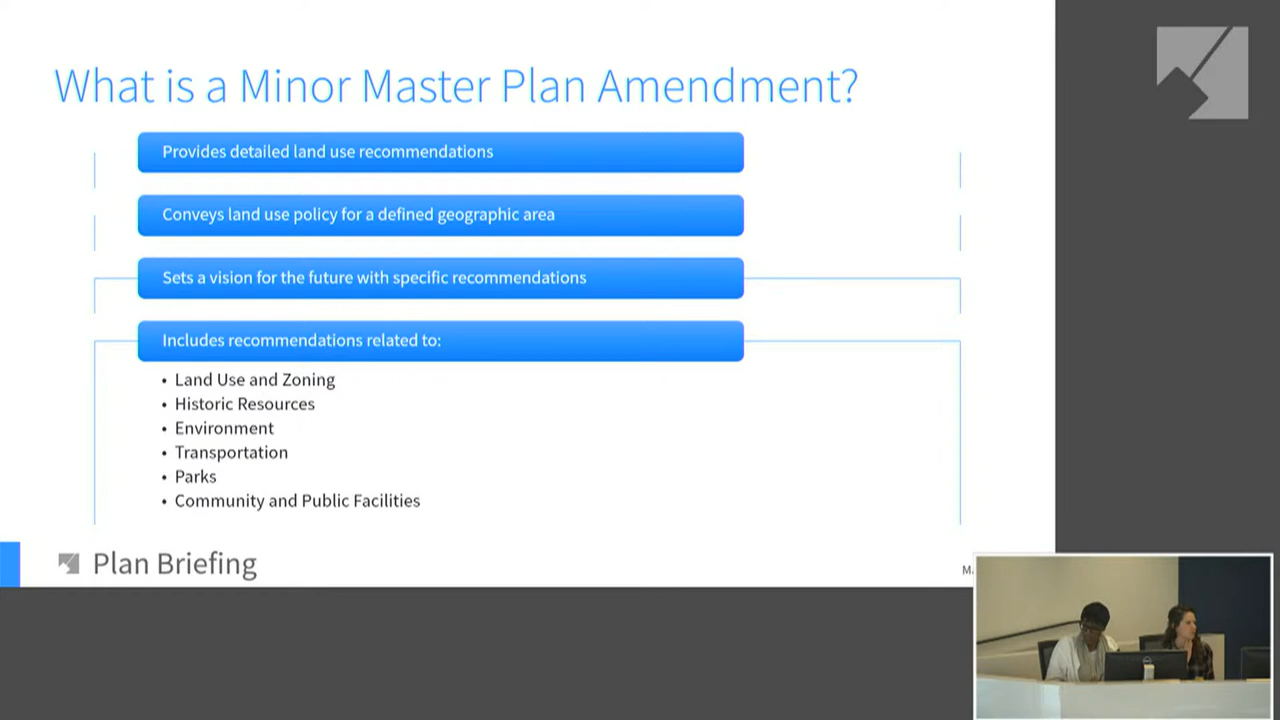 What is a Minor Master Plan Amendment?
Provides detailed land use recommendations
Conveys land use policy for a defined geographic area
Sets a vision for the future with specific recommendations
Includes recommendations related to:
• Land Use and Zoning
• Historic Resources
• Environment
• Transportation
• Parks
• Community and Public Facilities
Plan Briefing
M.